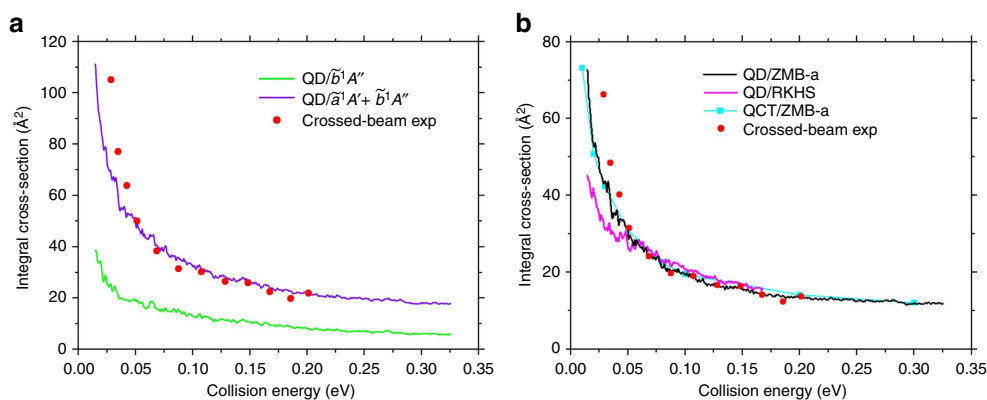 a
120
100
80
60
40
20
0
Integral cross-section (Å²)
0.00 0.05 0.10 0.15 0.20 0.25 0.30 0.35
Collision energy (eV)
QD/b̃¹A″
QD/ã¹A′+ b̃¹A″
Crossed-beam exp
b
80
60
40
20
0
Integral cross-section (Å²)
0.00 0.05 0.10 0.15 0.20 0.25 0.30 0.35
Collision energy (eV)
QD/ZMB-a
QD/RKHS
QCT/ZMB-a
Crossed-beam exp